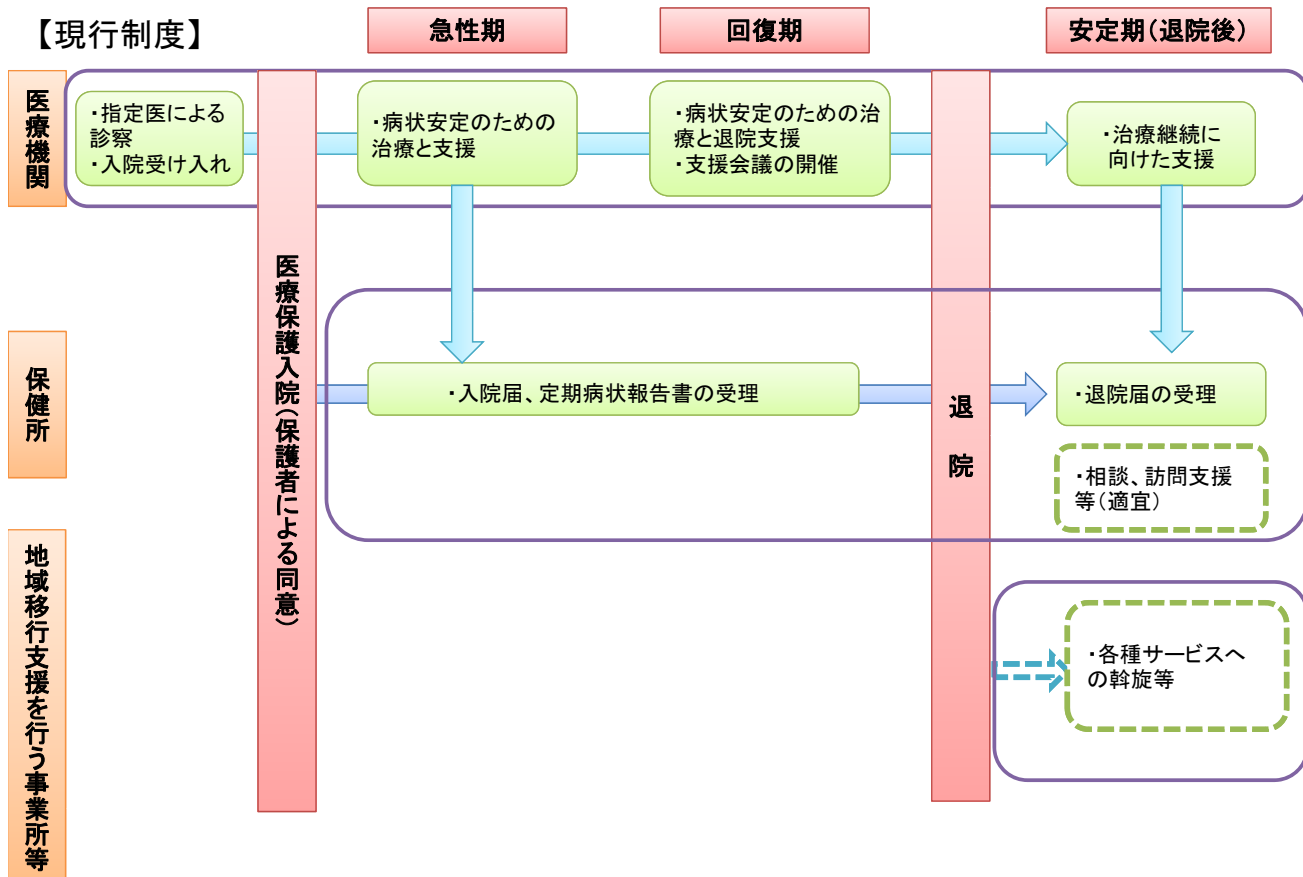 【現行制度】
急性期
回復期
安定期(退院後)
医療機関
・指定医による
診察
・入院受け入れ
・病状安定のための
治療と支援
・病状安定のための治
療と退院支援
・支援会議の開催
・治療継続に
向けた支援
医療保護入院(保護者による同意)
退院
保健所
・入院届、定期病状報告書の受理
・退院届の受理
・相談、訪問支援
等(適宜)
地域移行支援を行う事業所等
・各種サービスへ
の斡旋等